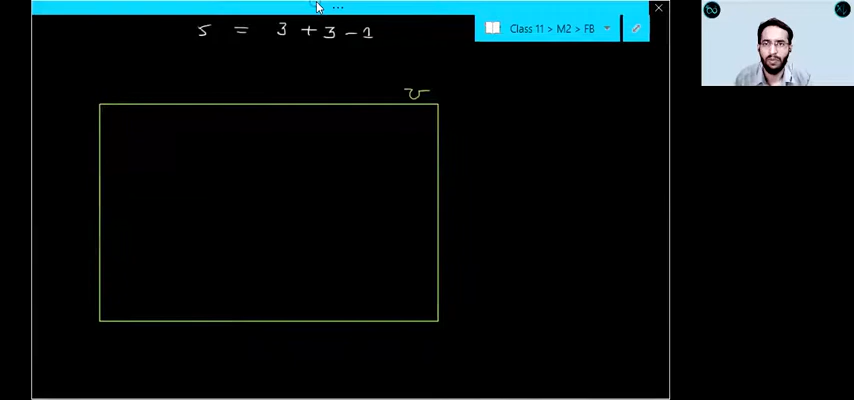 5 = 3 + 3 - 1
Class 11 > M2 > FB
U